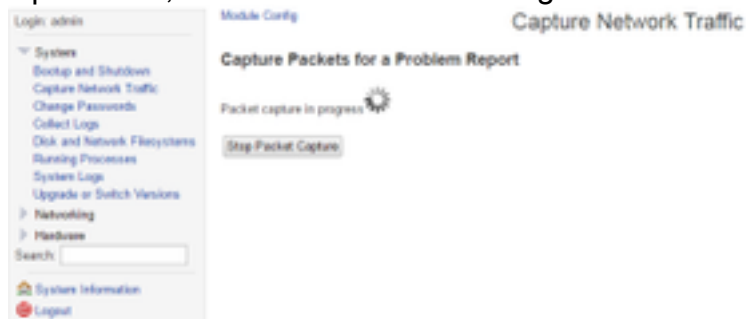 Login: admin
Module Config
Capture Network Traffic
System
Bootup and Shutdown
Capture Network Traffic
Change Passwords
Collect Logs
Disk and Network Filesystems
Running Processes
System Logs
Upgrade or Switch Versions
Networking
Hardware
Search:
System Information
Logout
Capture Packets for a Problem Report
Packet capture in progress
Stop Packet Capture